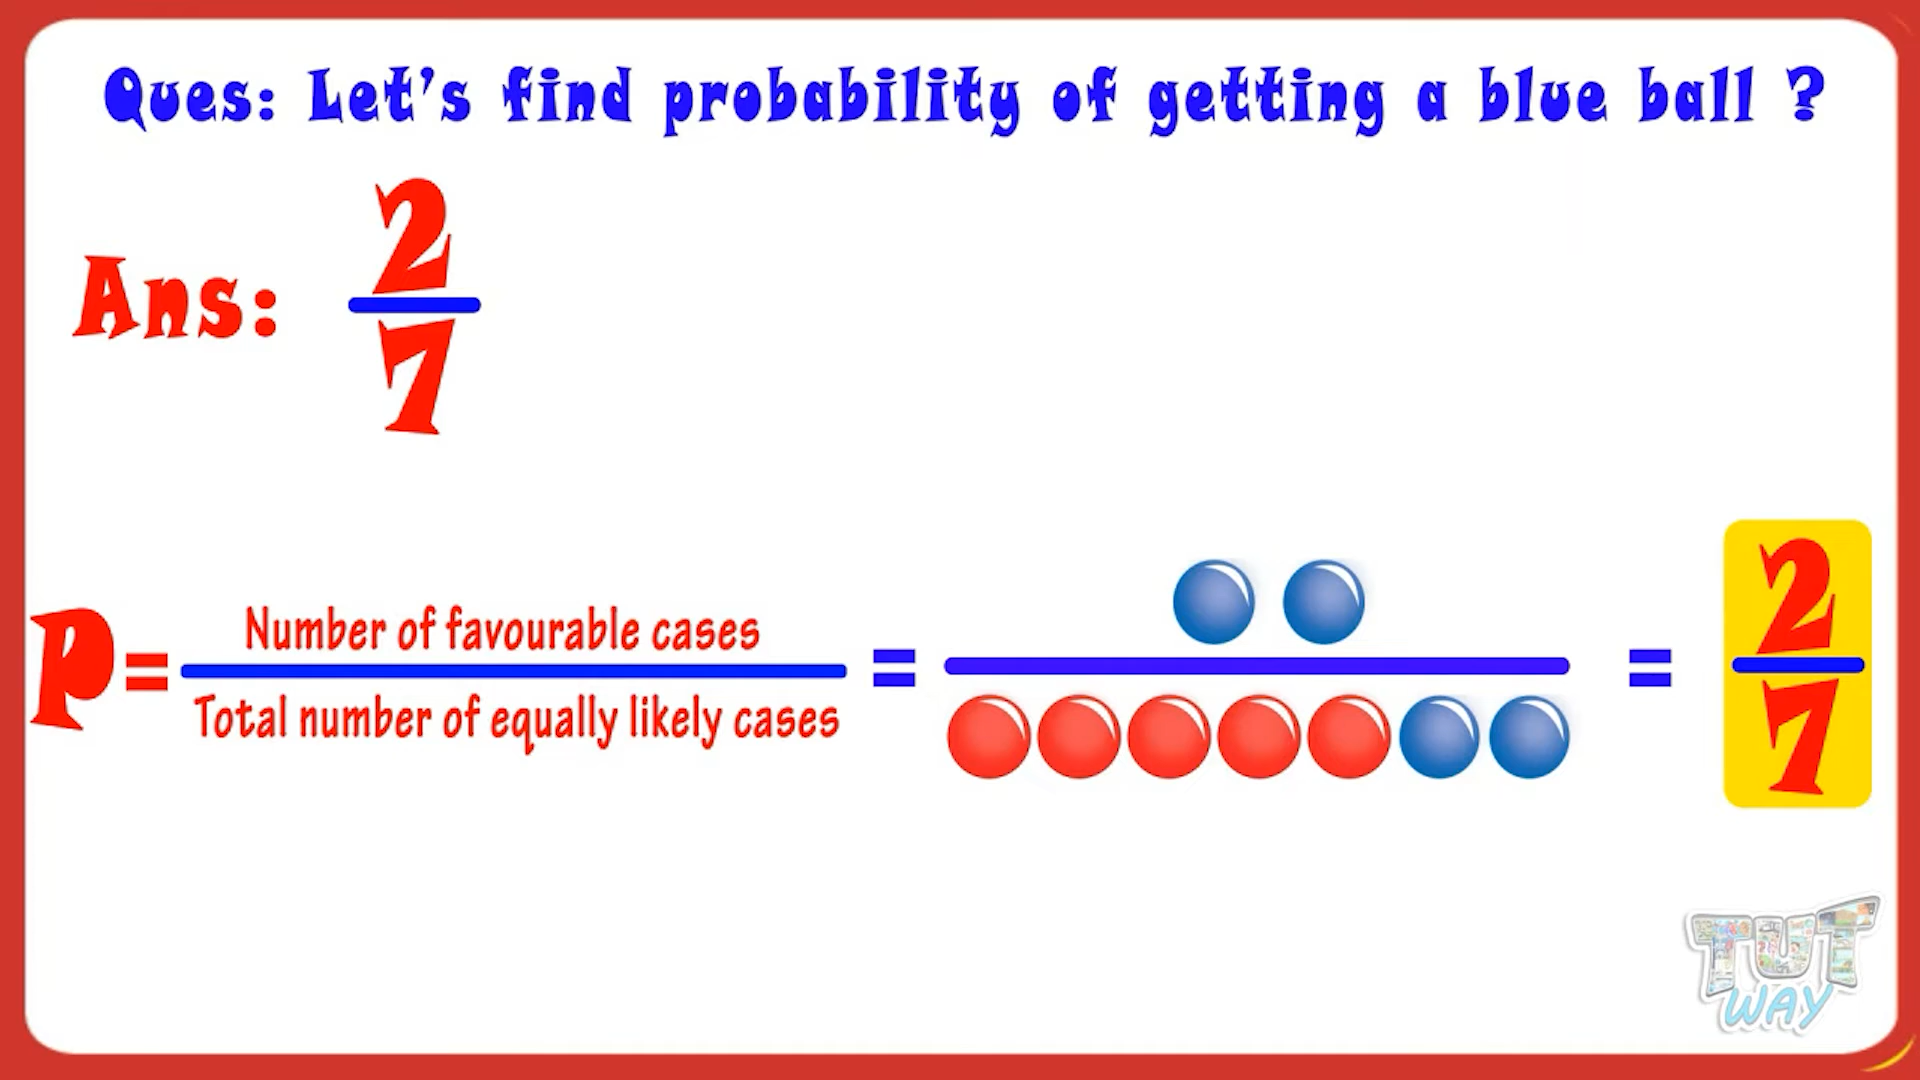 Ques: Let's find probability of getting a blue ball ?
Ans: 2
7
P = Number of favourable cases = = 2
Total number of equally likely cases 7
TUT
WAY